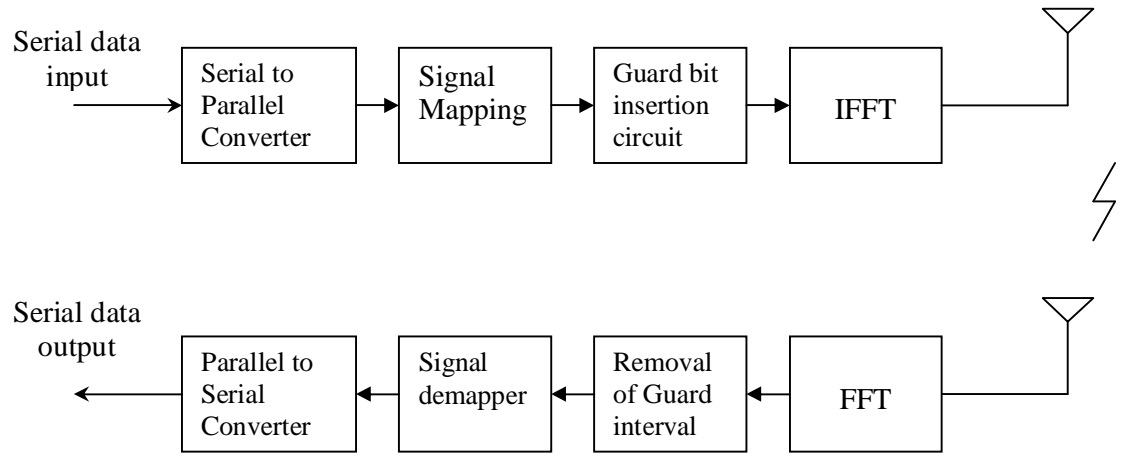 Serial data
input
Serial to
Parallel
Converter
Signal
Mapping
Guard bit
insertion
circuit
IFFT
Serial data
output
Parallel to
Serial
Converter
Signal
demapper
Removal
of Guard
interval
FFT